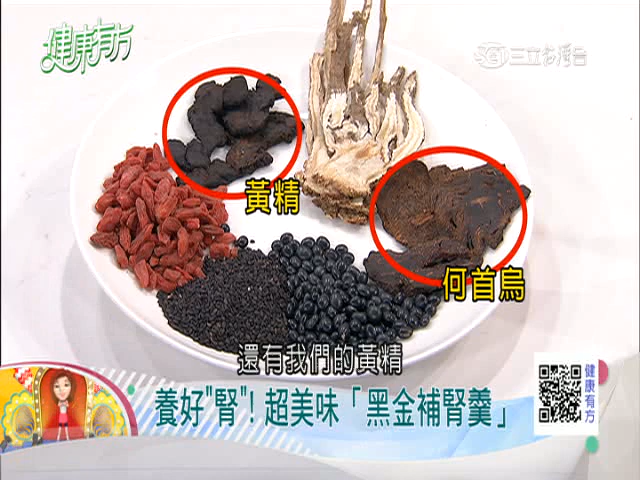 健康有方
三立台灣台
黃精
何首烏
還有我們的黃精
養好"腎"! 超美味「黑金補腎羹」
健康有方